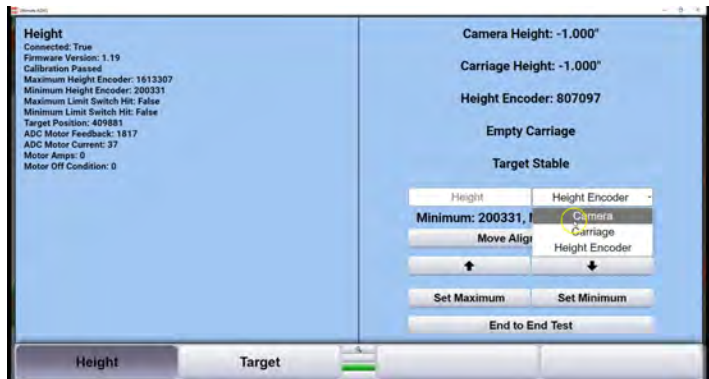 Ultimate ADAS
Height
Connected: True
Firmware Version: 1.19
Calibration Passed
Maximum Height Encoder: 1613307
Minimum Height Encoder: 200331
Maximum Limit Switch Hit: False
Minimum Limit Switch Hit: False
Target Position: 409881
ADC Motor Feedback: 1817
ADC Motor Current: 37
Motor Amps: 0
Motor Off Condition: 0
Camera Height: -1.000"
Carriage Height: -1.000"
Height Encoder: 807097
Empty Carriage
Target Stable
Height
Height Encoder
Minimum: 200331,
Camera
Carriage
Height Encoder
Move Alig
Set Maximum
Set Minimum
End to End Test
Height
Target